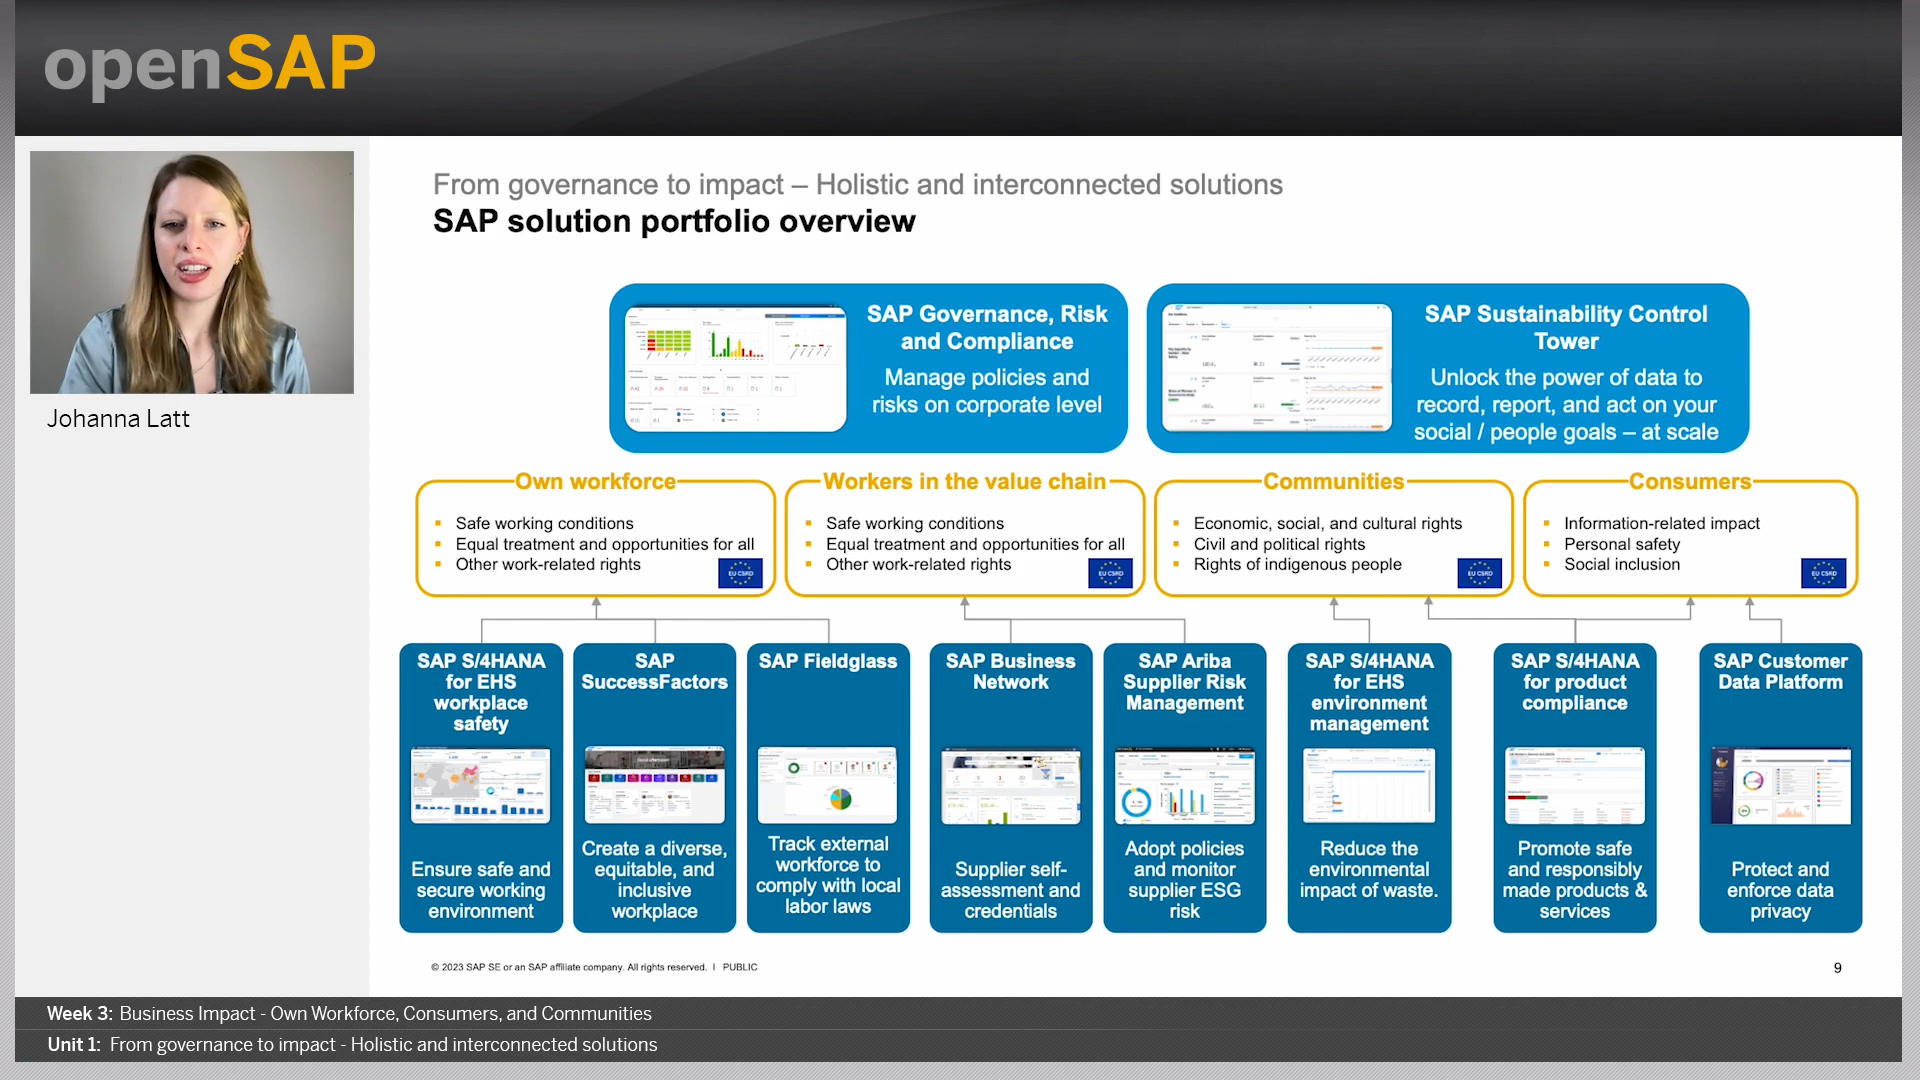 openSAP
Johanna Latt
From governance to impact – Holistic and interconnected solutions
SAP solution portfolio overview
SAP Governance, Risk
and Compliance
Manage policies and
risks on corporate level
SAP Sustainability Control
Tower
Unlock the power of data to
record, report, and act on your
social / people goals – at scale
Own workforce
▪ Safe working conditions
▪ Equal treatment and opportunities for all
▪ Other work-related rights
EU CSRD
Workers in the value chain
▪ Safe working conditions
▪ Equal treatment and opportunities for all
▪ Other work-related rights
EU CSRD
Communities
▪ Economic, social, and cultural rights
▪ Civil and political rights
▪ Rights of indigenous people
EU CSRD
Consumers
▪ Information-related impact
▪ Personal safety
▪ Social inclusion
EU CSRD
SAP S/4HANA
for EHS
workplace
safety
Ensure safe and
secure working
environment
SAP
SuccessFactors
Create a diverse,
equitable, and
inclusive
workplace
SAP Fieldglass
Track external
workforce to
comply with local
labor laws
SAP Business
Network
Supplier self-
assessment and
credentials
SAP Ariba
Supplier Risk
Management
Adopt policies
and monitor
supplier ESG
risk
SAP S/4HANA
for EHS
environment
management
Reduce the
environmental
impact of waste.
SAP S/4HANA
for product
compliance
Promote safe
and responsibly
made products &
services
SAP Customer
Data Platform
Protect and
enforce data
privacy
© 2023 SAP SE or an SAP affiliate company. All rights reserved. | PUBLIC
9
Week 3: Business Impact - Own Workforce, Consumers, and Communities
Unit 1: From governance to impact - Holistic and interconnected solutions